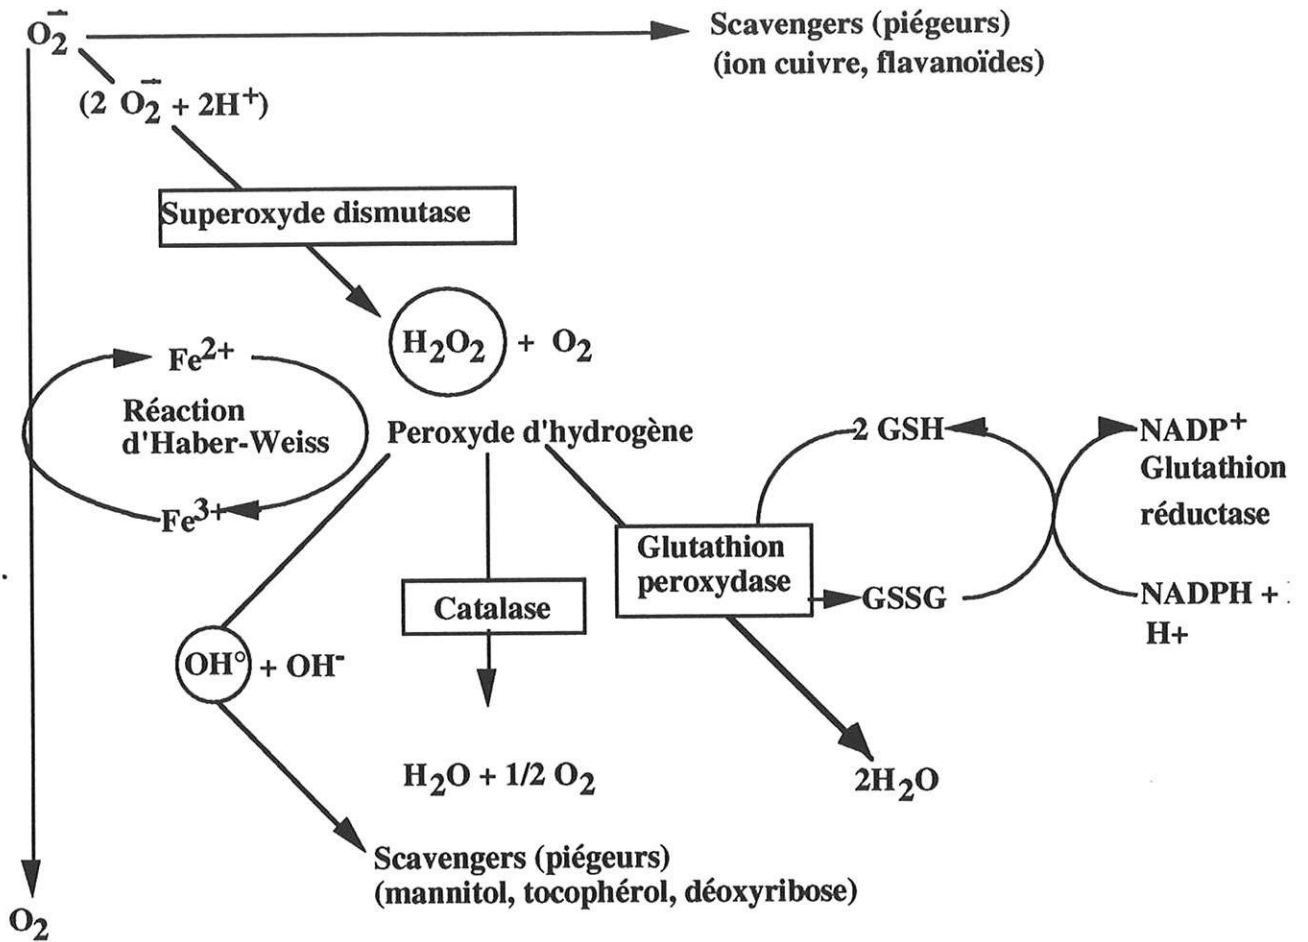 O₂⁻
Scavengers (piégeurs)
(ion cuivre, flavanoïdes)
(2 O₂⁻ + 2H⁺)
Superoxyde dismutase
H₂O₂ + O₂
Fe²⁺
Réaction
d'Haber-Weiss
Fe³⁺
Peroxyde d'hydrogène
2 GSH
NADP⁺
Glutathion
réductase
Glutathion
peroxydase
GSSG
NADPH +
H+
Catalase
OH° + OH⁻
H₂O + 1/2 O₂
2H₂O
Scavengers (piégeurs)
(mannitol, tocophérol, déoxyribose)
O₂